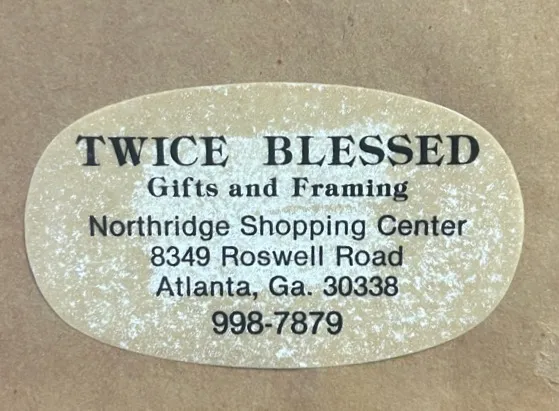 TWICE BLESSED
Gifts and Framing
Northridge Shopping Center
8349 Roswell Road
Atlanta, Ga. 30338
998-7879